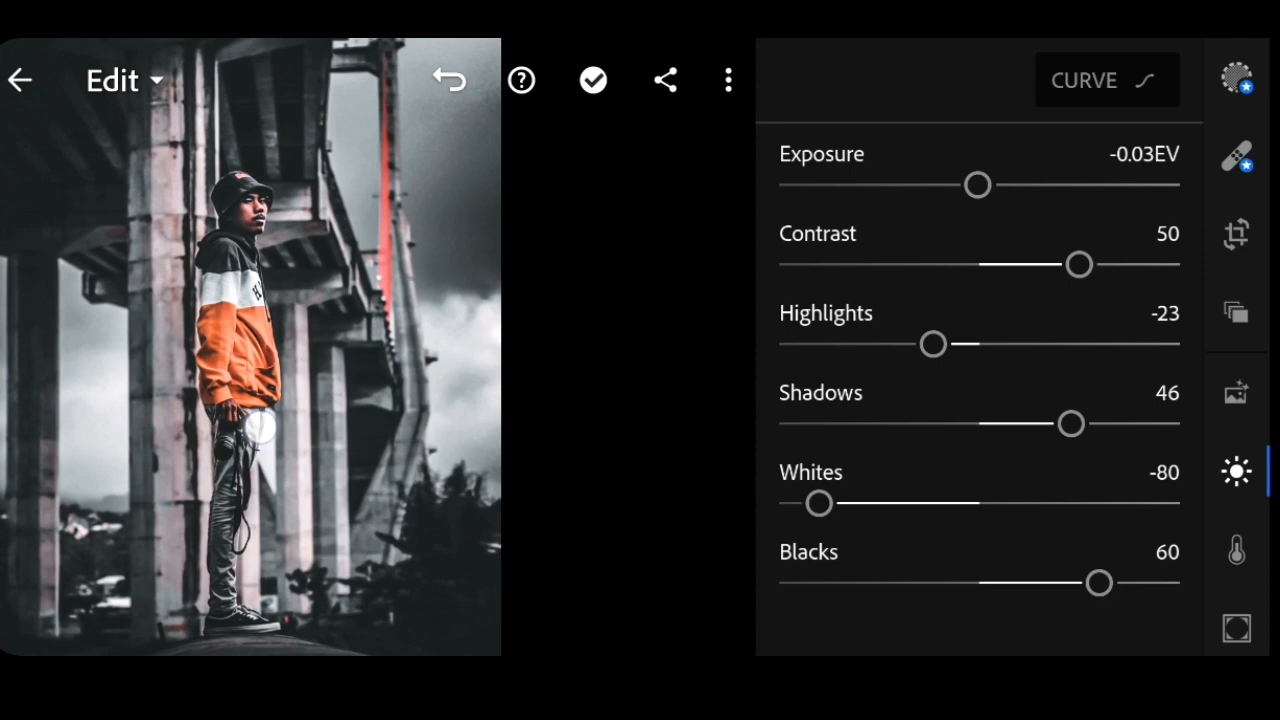 Edit
CURVE
Exposure -0.03EV
Contrast 50
Highlights -23
Shadows 46
Whites -80
Blacks 60